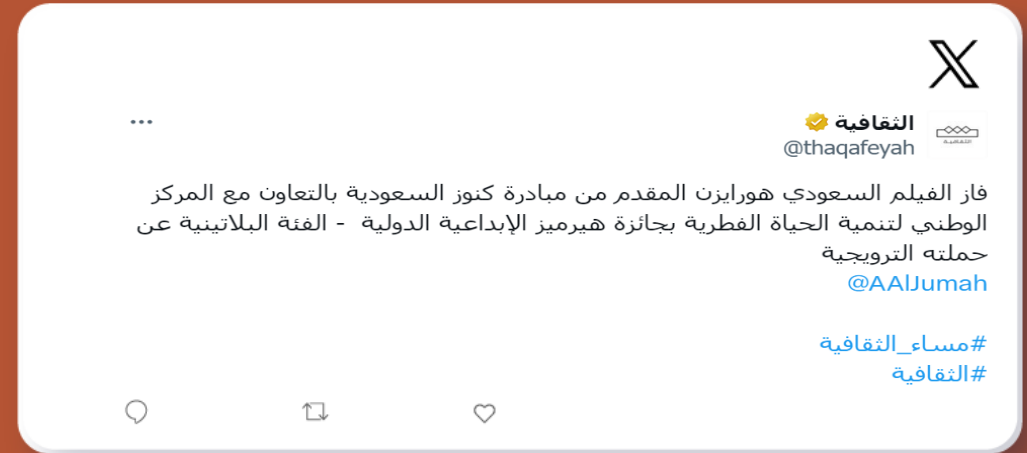 الثقافية
@thaqafeyah
فاز الفيلم السعودي هورايزن المقدم من مبادرة كنوز السعودية بالتعاون مع المركز
الوطني لتنمية الحياة الفطرية بجائزة هيرميز الإبداعية الدولية - الفئة البلاتينية عن
حملته الترويجية
@AAlJumah
#مساء_الثقافية
#الثقافية